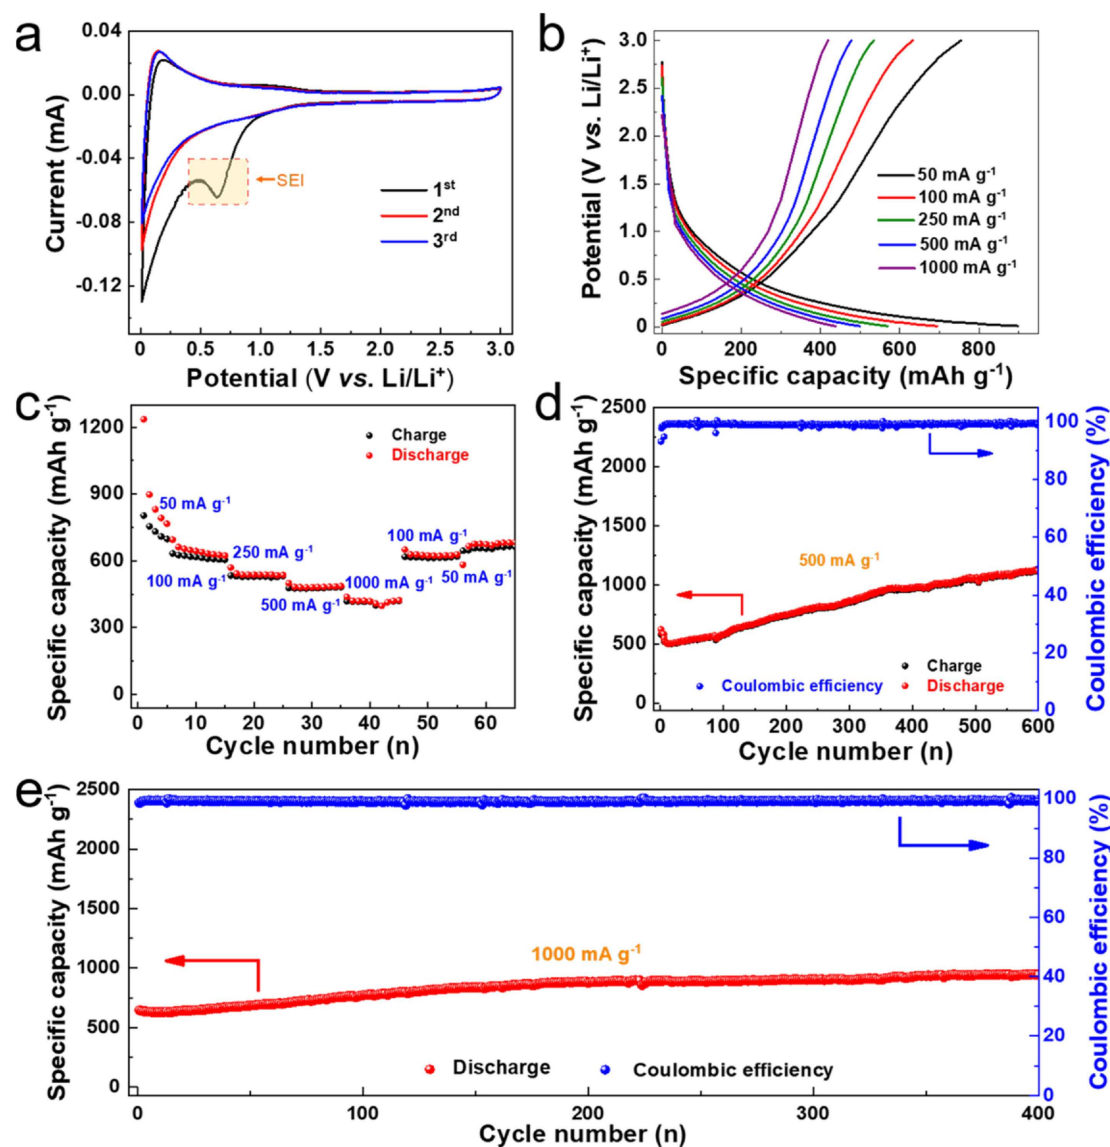 a
0.04
0.00
-0.04
-0.08
-0.12
Current (mA)
SEI
1st
2nd
3rd
0
0.5
1.0
1.5
2.0
3.0
Potential (V vs. Li/Li+)
b
3.0
2.5
2.0
1.5
1.0
0.5
0
Potential (V vs. Li/Li+)
50 mA g-1
100 mA g-1
250 mA g-1
500 mA g-1
1000 mA g-1
0
200
400
600
800
Specific capacity (mAh g-1)
c
1200
900
600
300
0
Specific capacity (mAh g-1)
Charge
Discharge
50 mA g-1
100 mA g-1
250 mA g-1
500 mA g-1
1000 mA g-1
100 mA g-1
50 mA g-1
0
10
20
30
40
50
60
Cycle number (n)
d
2500
2250
1500
1000
500
0
Specific capacity (mAh g-1)
500 mA g-1
Coulombic efficiency
Charge
Discharge
100
80
60
40
20
0
Coulombic efficiency (%)
0
100
200
300
400
500
600
Cycle number (n)
e
2500
2250
1500
1000
500
0
Specific capacity (mAh g-1)
1000 mA g-1
Discharge
Coulombic efficiency
100
80
60
40
20
0
Coulombic efficiency (%)
0
100
200
300
400
Cycle number (n)